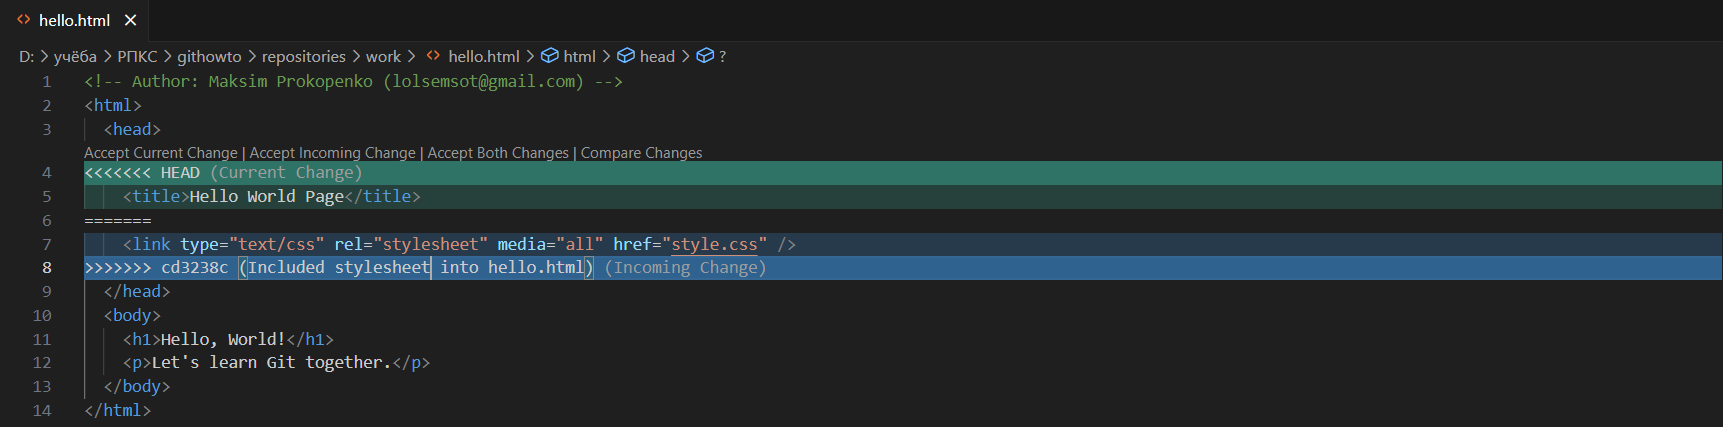 hello.html
D: > учёба > РПКС > githowto > repositories > work > hello.html > html > head > ?
1 <!-- Author: Maksim Prokopenko (lolsemsot@gmail.com) -->
2 <html>
3 <head>
Accept Current Change | Accept Incoming Change | Accept Both Changes | Compare Changes
4 <<<<<<< HEAD (Current Change)
5 <title>Hello World Page</title>
6 =======
7 <link type="text/css" rel="stylesheet" media="all" href="style.css" />
8 >>>>>>> cd3238c (Included stylesheet into hello.html) (Incoming Change)
9 </head>
10 <body>
11 <h1>Hello, World!</h1>
12 <p>Let's learn Git together.</p>
13 </body>
14 </html>